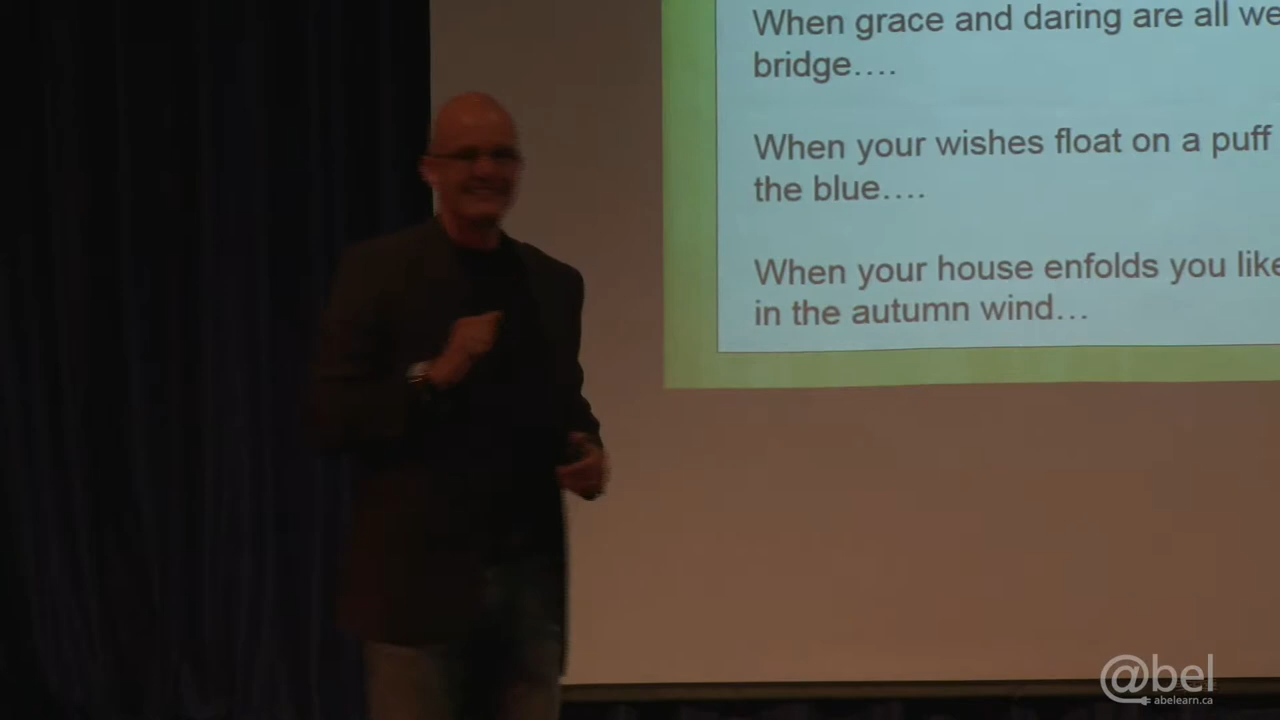 When grace and daring are all we
bridge....
When your wishes float on a puff
the blue....
When your house enfolds you like
in the autumn wind...
@bel
abelearn.ca